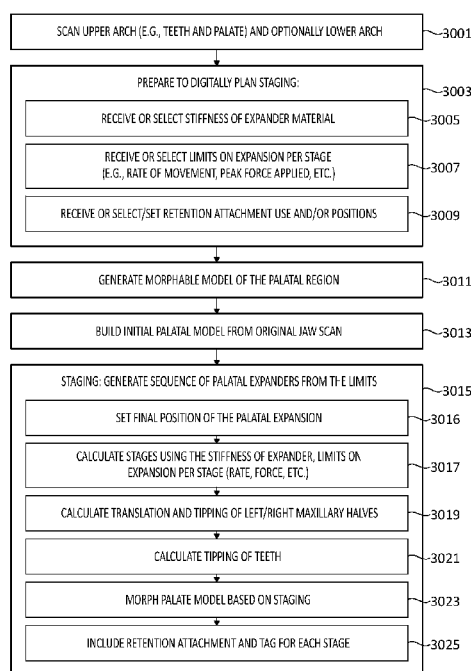 SCAN UPPER ARCH (E.G., TEETH AND PALATE) AND OPTIONALLY LOWER ARCH
3001
PREPARE TO DIGITALLY PLAN STAGING:
3003
RECEIVE OR SELECT STIFFNESS OF EXPANDER MATERIAL
3005
RECEIVE OR SELECT LIMITS ON EXPANSION PER STAGE
(E.G., RATE OF MOVEMENT, PEAK FORCE APPLIED, ETC.)
3007
RECEIVE OR SELECT/SET RETENTION ATTACHMENT USE AND/OR POSITIONS
3009
GENERATE MORPHABLE MODEL OF THE PALATAL REGION
3011
BUILD INITIAL PALATAL MODEL FROM ORIGINAL JAW SCAN
3013
STAGING: GENERATE SEQUENCE OF PALATAL EXPANDERS FROM THE LIMITS
3015
SET FINAL POSITION OF THE PALATAL EXPANSION
3016
CALCULATE STAGES USING THE STIFFNESS OF EXPANDER, LIMITS ON
EXPANSION PER STAGE (RATE, FORCE, ETC.)
3017
CALCULATE TRANSLATION AND TIPPING OF LEFT/RIGHT MAXILLARY HALVES
3019
CALCULATE TIPPING OF TEETH
3021
MORPH PALATE MODEL BASED ON STAGING
3023
INCLUDE RETENTION ATTACHMENT AND TAG FOR EACH STAGE
3025